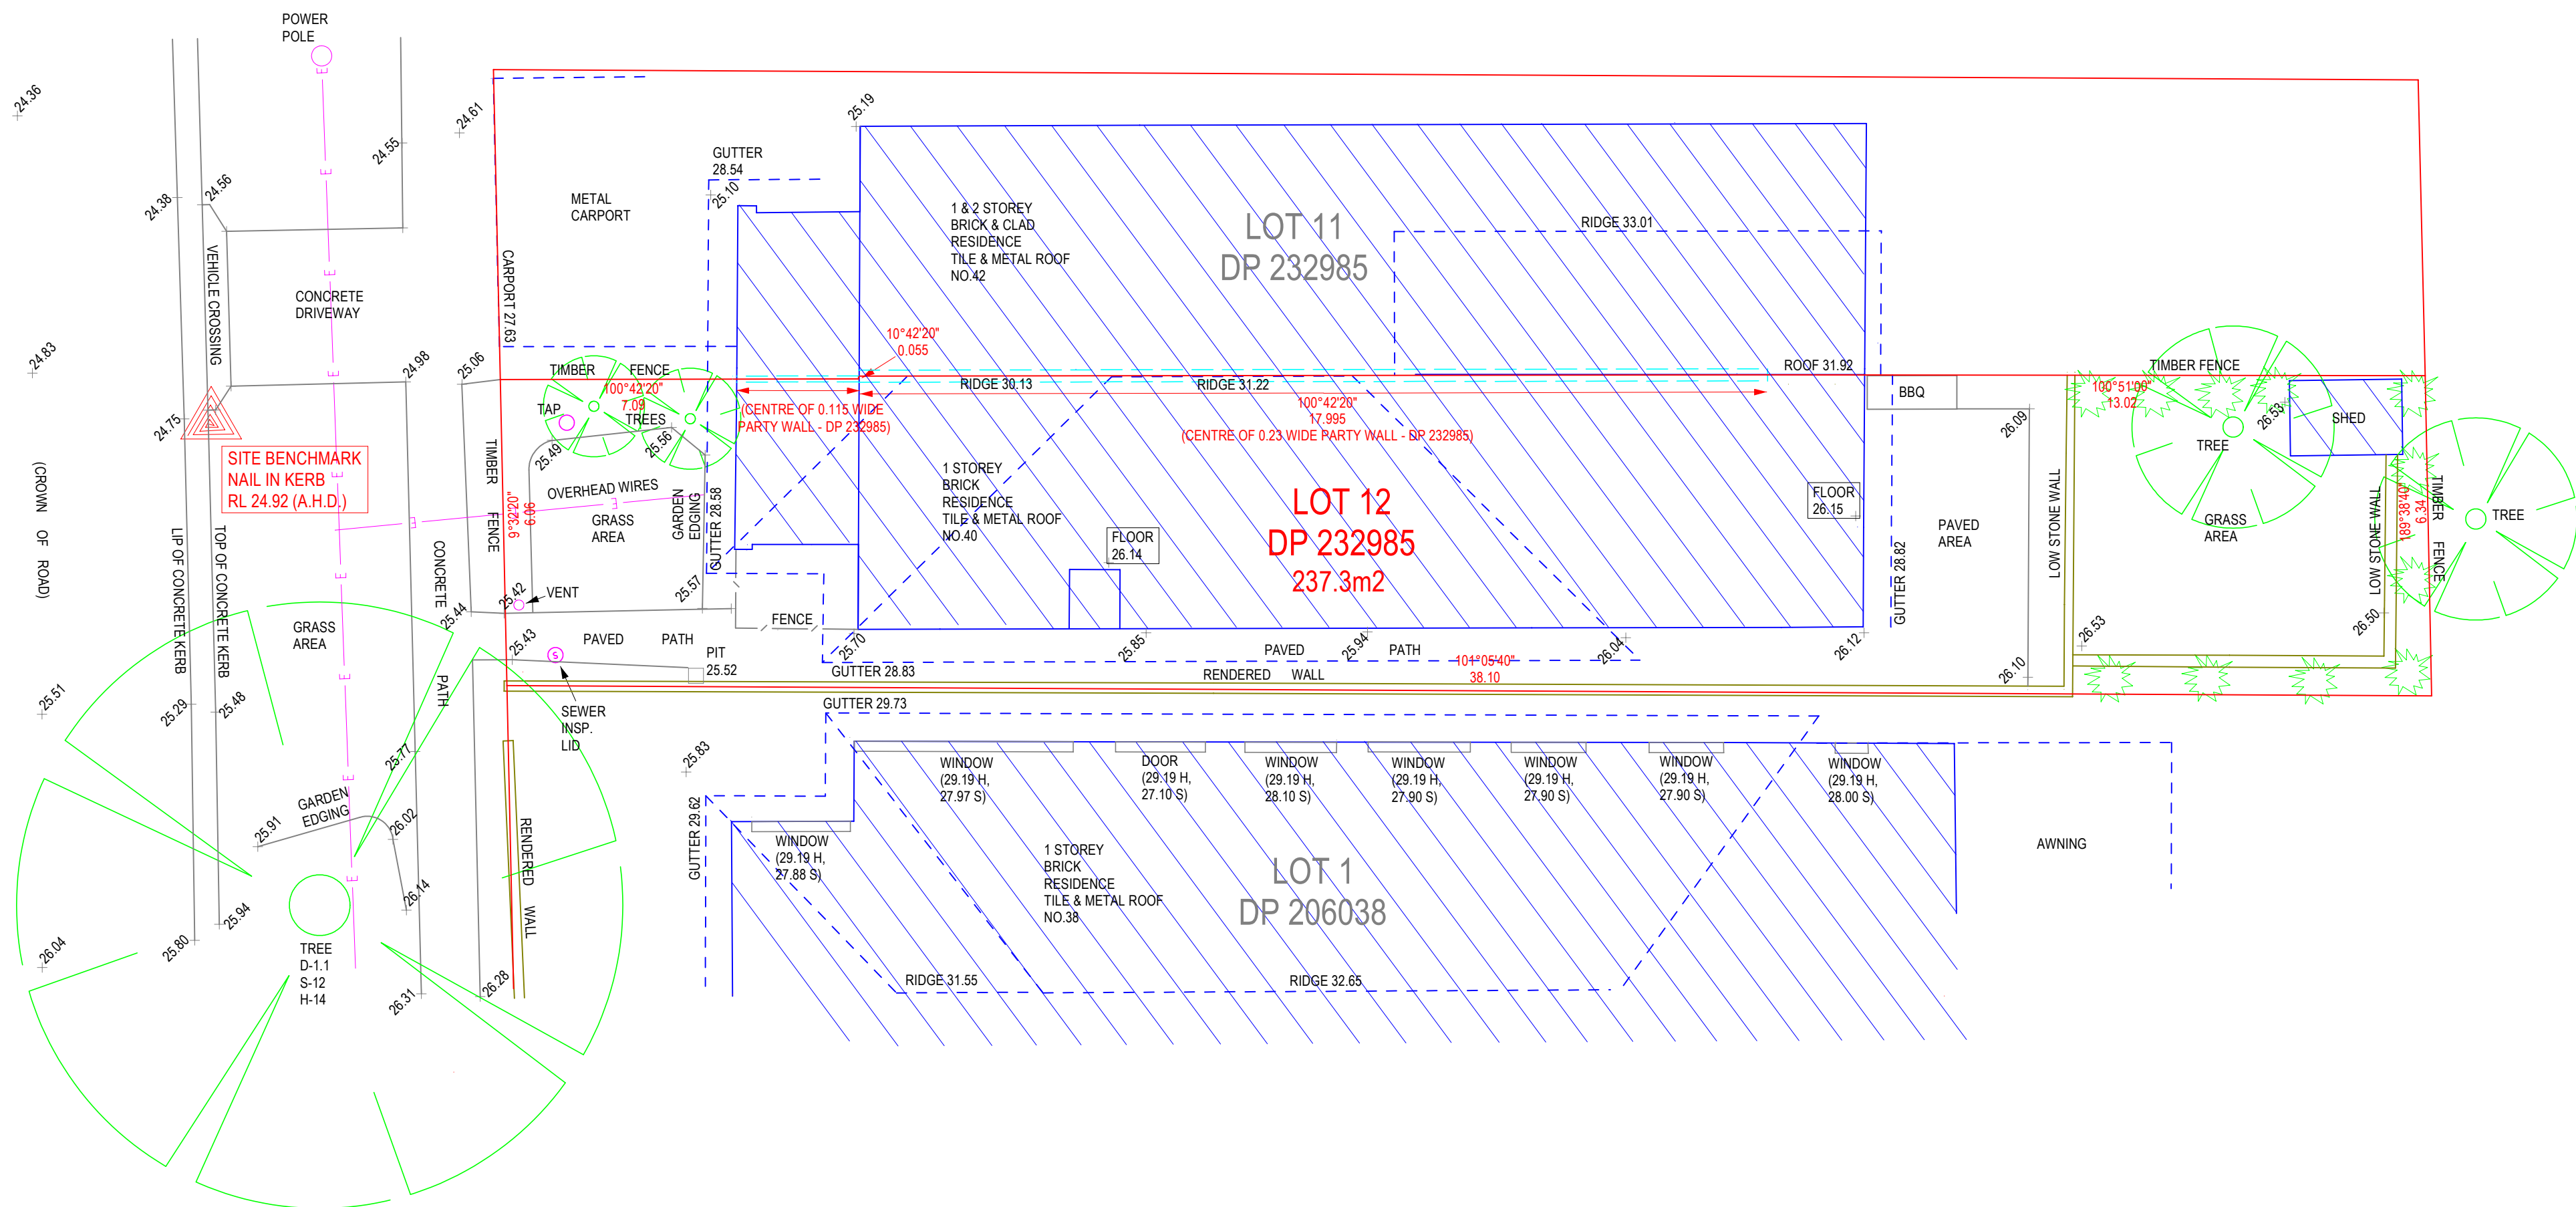 POWER
POLE
24.36
24.61
24.55
25.19
GUTTER
28.54
25.10
24.38
24.56
METAL
CARPORT
1 & 2 STOREY
BRICK & CLAD
RESIDENCE
TILE & METAL ROOF
NO.42
LOT 11
DP 232985
RIDGE 33.01
VEHICLE CROSSING
CONCRETE
DRIVEWAY
CARPORT 27.63
10°42'20"
0.055
24.83
24.98
25.06
TIMBER FENCE
100°42'20"
7.09
TREES
TAP
RIDGE 30.13
RIDGE 31.22
ROOF 31.92
(CENTRE OF 0.115 WIDE
PARTY WALL - DP 232985)
100°42'20"
17.995
(CENTRE OF 0.23 WIDE PARTY WALL - DP 232985)
BBQ
26.09
TIMBER FENCE
100°51'00"
13.02
26.53
SHED
TREE
24.75
SITE BENCHMARK
NAIL IN KERB
RL 24.92 (A.H.D.)
(CROWN OF ROAD)
TIMBER FENCE
9°32'20"
6.06
25.49
25.56
OVERHEAD WIRES
GRASS
AREA
GARDEN
EDGING
GUTTER 28.58
1 STOREY
BRICK
RESIDENCE
TILE & METAL ROOF
NO.40
FLOOR
26.14
LOT 12
DP 232985
237.3m2
FLOOR
26.15
GUTTER 28.82
PAVED
AREA
LOW STONE WALL
GRASS
AREA
LOW STONE WALL
189°38'40"
6.34
TIMBER FENCE
TREE
LIP OF CONCRETE KERB
TOP OF CONCRETE KERB
CONCRETE PATH
25.42
VENT
25.44
25.57
FENCE
GRASS
AREA
25.43
PAVED PATH
S
PIT
25.52
25.70
25.85
25.94
26.04
26.12
26.10
26.53
26.50
PAVED PATH
GUTTER 28.83
RENDERED WALL
101°05'40"
38.10
25.51
25.29
25.48
SEWER
INSP.
LID
GUTTER 29.73
25.77
25.83
WINDOW
(29.19 H,
27.97 S)
DOOR
(29.19 H,
27.10 S)
WINDOW
(29.19 H,
28.10 S)
WINDOW
(29.19 H,
27.90 S)
WINDOW
(29.19 H,
27.90 S)
WINDOW
(29.19 H,
27.90 S)
WINDOW
(29.19 H,
28.00 S)
GARDEN
EDGING
25.91
26.02
RENDERED WALL
GUTTER 29.62
WINDOW
(29.19 H,
27.88 S)
1 STOREY
BRICK
RESIDENCE
TILE & METAL ROOF
NO.38
LOT 1
DP 206038
AWNING
26.14
25.94
25.80
26.04
TREE
D-1.1
S-12
H-14
26.31
26.28
RIDGE 31.55
RIDGE 32.65